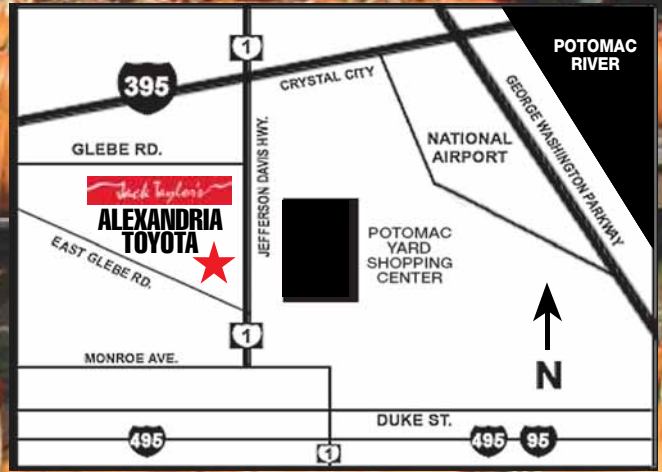 1
POTOMAC
RIVER
395
CRYSTAL CITY
GEORGE WASHINGTON PARKWAY
GLEBE RD.
JEFFERSON DAVIS HWY.
NATIONAL
AIRPORT
Jack Taylor's
ALEXANDRIA
TOYOTA
EAST GLEBE RD.
POTOMAC
YARD
SHOPPING
CENTER
1
MONROE AVE.
N
DUKE ST.
495
1
495
95